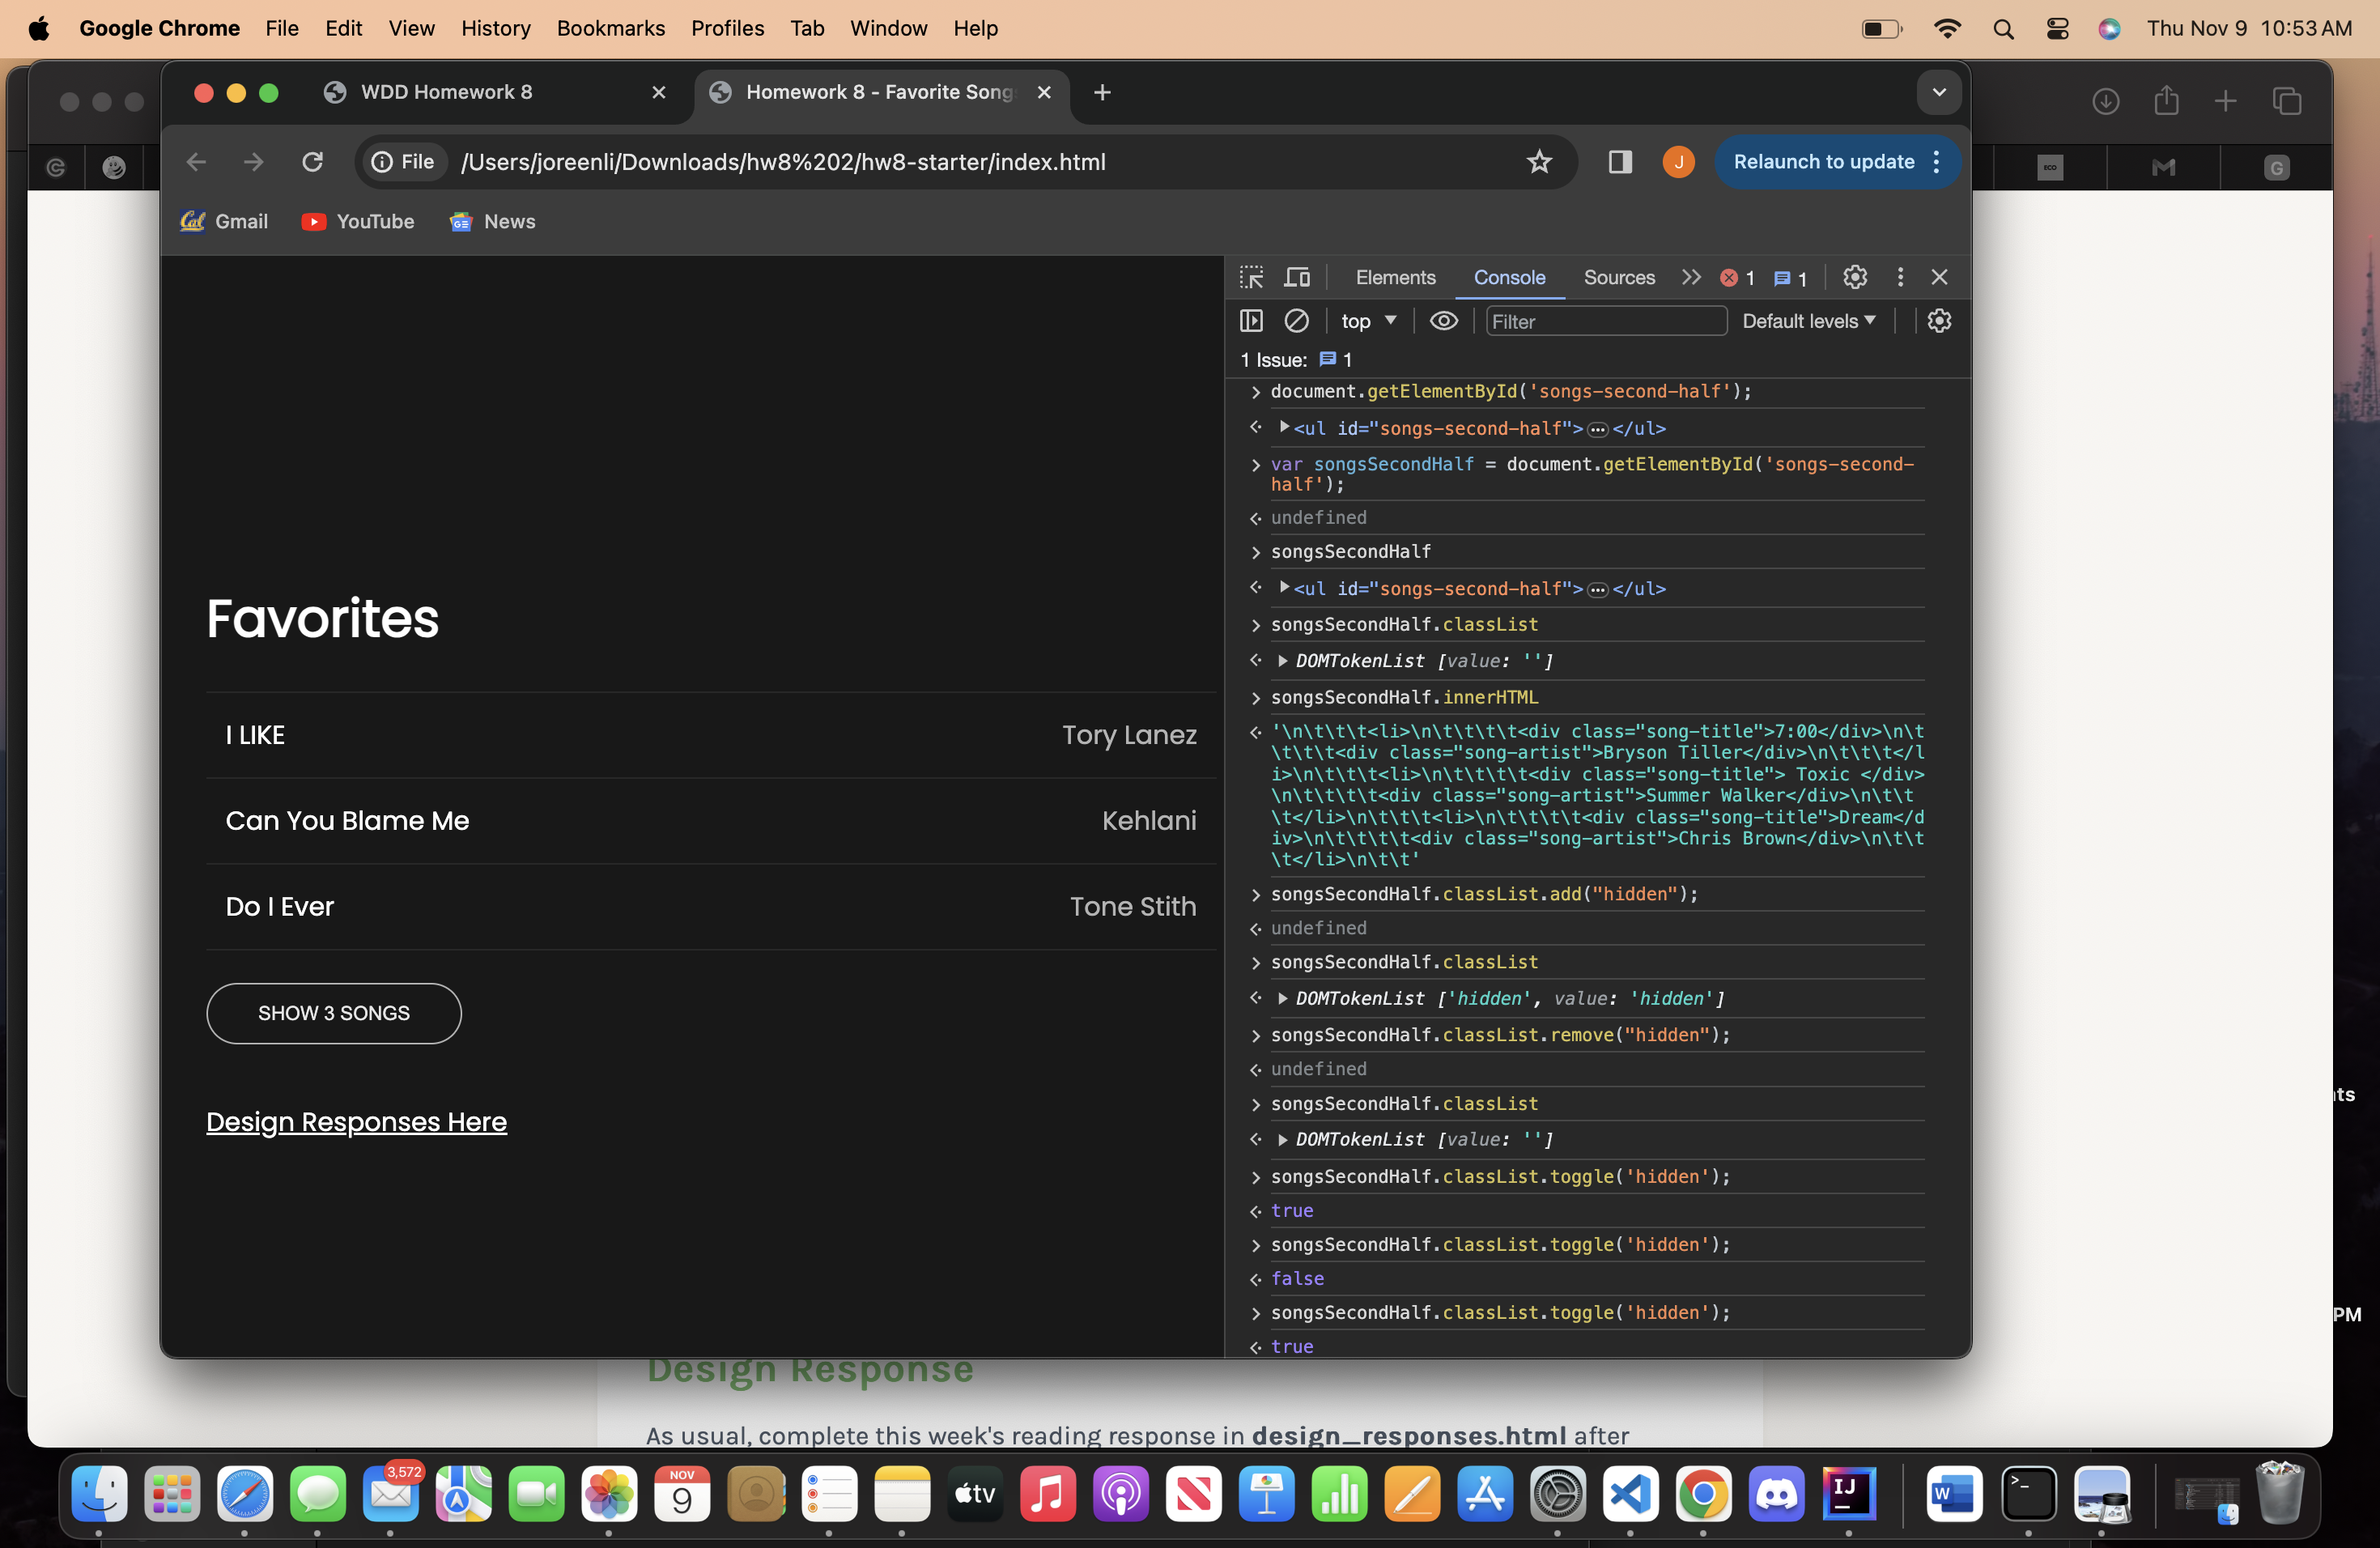 Google Chrome File Edit View History Bookmarks Profiles Tab Window Help Thu Nov 9 10:53 AM
WDD Homework 8 Homework 8 - Favorite Song
File /Users/joreenli/Downloads/hw8%202/hw8-starter/index.html J Relaunch to update
ECO G
Cal Gmail YouTube GE News
Elements Console Sources 1 1
top Filter Default levels
1 Issue: 1
document.getElementById('songs-second-half');
<ul id="songs-second-half">…</ul>
var songsSecondHalf = document.getElementById('songs-second-
half');
undefined
songsSecondHalf
<ul id="songs-second-half">…</ul>
songsSecondHalf.classList
DOMTokenList [value: '']
songsSecondHalf.innerHTML
'\n\t\t\t\t<li>\n\t\t\t\t\t<div class="song-title">7:00</div>\n\t
\t\t\t\t<div class="song-artist">Bryson Tiller</div>\n\t\t\t\t</l
i>\n\t\t\t\t<li>\n\t\t\t\t\t<div class="song-title"> Toxic </div>
\n\t\t\t\t\t<div class="song-artist">Summer Walker</div>\n\t\t\t
\t</li>\n\t\t\t\t<li>\n\t\t\t\t\t<div class="song-title">Dream</d
iv>\n\t\t\t\t\t<div class="song-artist">Chris Brown</div>\n\t\t\t
\t</li>\n\t\t\t'
songsSecondHalf.classList.add("hidden");
undefined
songsSecondHalf.classList
DOMTokenList ['hidden', value: 'hidden']
songsSecondHalf.classList.remove("hidden");
undefined
songsSecondHalf.classList
DOMTokenList [value: '']
songsSecondHalf.classList.toggle('hidden');
true
songsSecondHalf.classList.toggle('hidden');
false
songsSecondHalf.classList.toggle('hidden');
true
Favorites
I LIKE Tory Lanez
Can You Blame Me Kehlani
Do I Ever Tone Stith
SHOW 3 SONGS
Design Responses Here
PM
Design Response
As usual, complete this week's reading response in design_responses.html after
3,572 NOV
9 tv IJ W >_